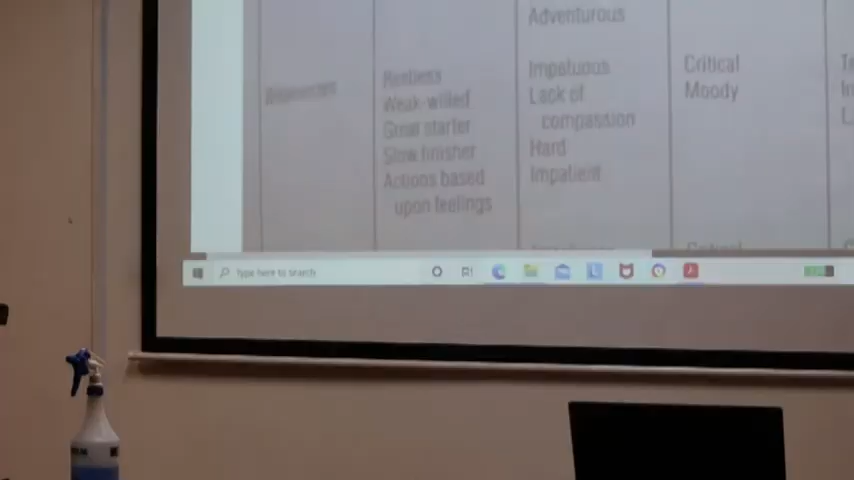 Adventurous
Weaknesses
Restless
Weak-willed
Great starter
Slow finisher
Actions based
upon feelings
Impetuous
Lack of
compassion
Hard
Impatient
Critical
Moody
Type here to search